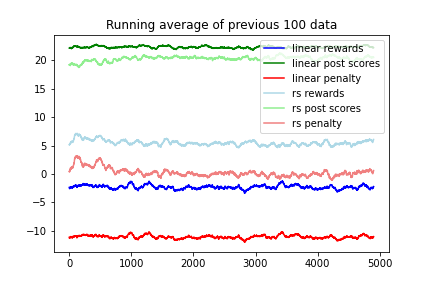 Running average of previous 100 data
linear rewards
linear post scores
linear penalty
rs rewards
rs post scores
rs penalty
20
15
10
5
0
−5
−10
0
1000
2000
3000
4000
5000